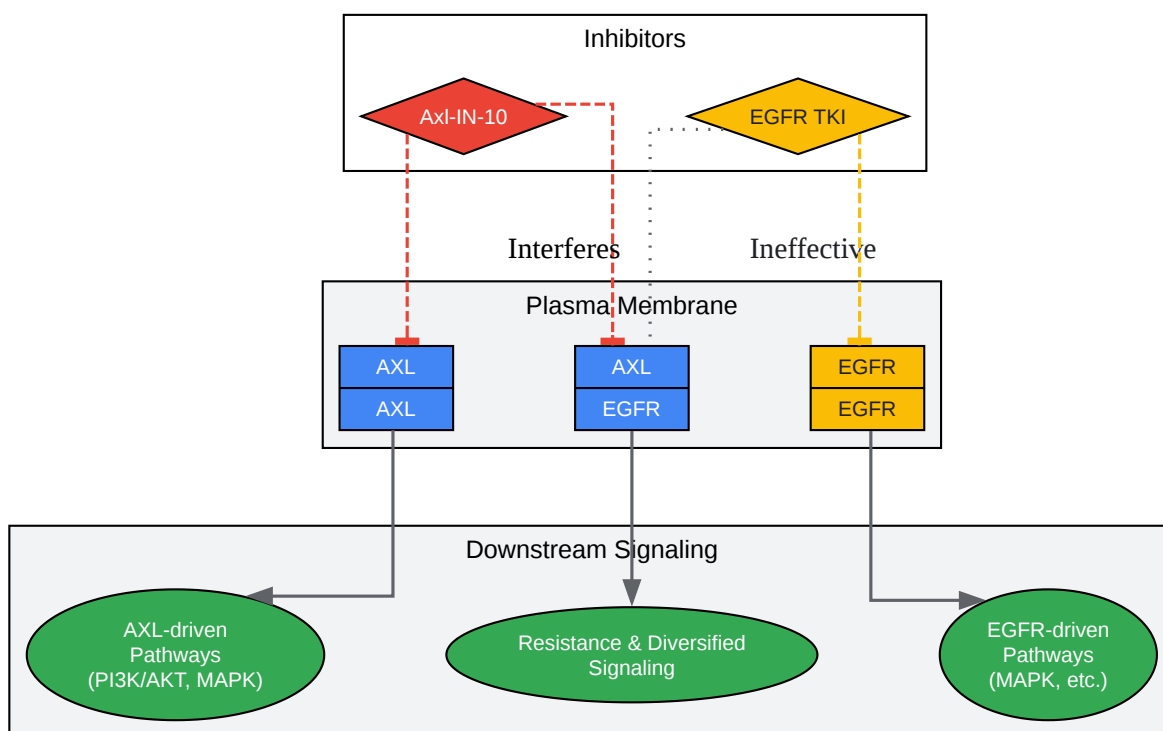 Inhibitors
Axl-IN-10
EGFR TKI
Interferes
Ineffective
Plasma Membrane
AXL
AXL
AXL
EGFR
EGFR
EGFR
Downstream Signaling
AXL-driven
Pathways
(PI3K/AKT, MAPK)
Resistance & Diversified
Signaling
EGFR-driven
Pathways
(MAPK, etc.)